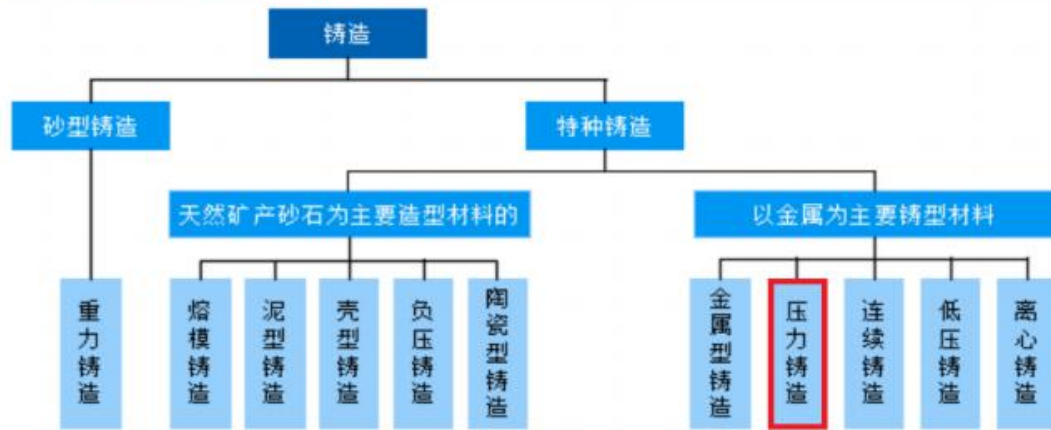 铸造
砂型铸造
特种铸造
天然矿产砂石为主要造型材料的
以金属为主要铸型材料
重力铸造
熔模铸造
泥型铸造
壳型铸造
负压铸造
陶瓷型铸造
金属型铸造
压力铸造
连续铸造
低压铸造
离心铸造